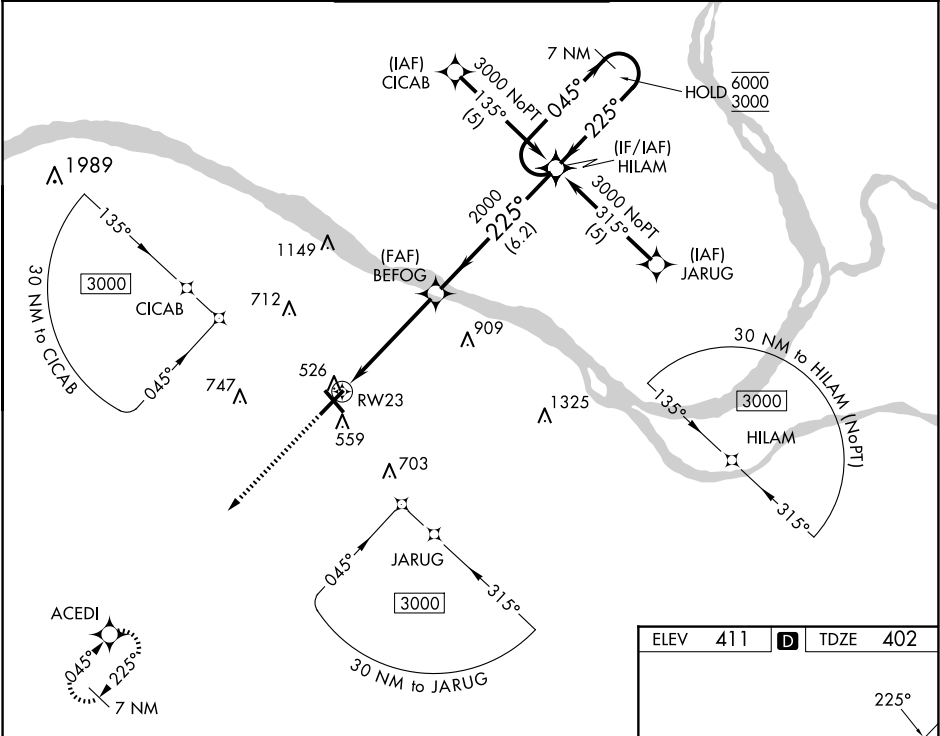 7 NM
(IAF)
CICAB
3000 NoPT
135°
(5)
045°
225°
HOLD
6000
3000
(IF/IAF)
HILAM
3000 NoPT
315°
(5)
(IAF)
JARUG
2000
225°
(6.2)
1989
1149
(FAF)
BEFOG
135°
3000
CICAB
045°
30 NM to CICAB
712
909
747
526
RW23
559
1325
703
30 NM to HILAM (NoPT)
135°
3000
HILAM
315°
JARUG
045°
315°
3000
30 NM to JARUG
ACEDI
045°
225°
7 NM
ELEV 411 D TDZE 402
225°